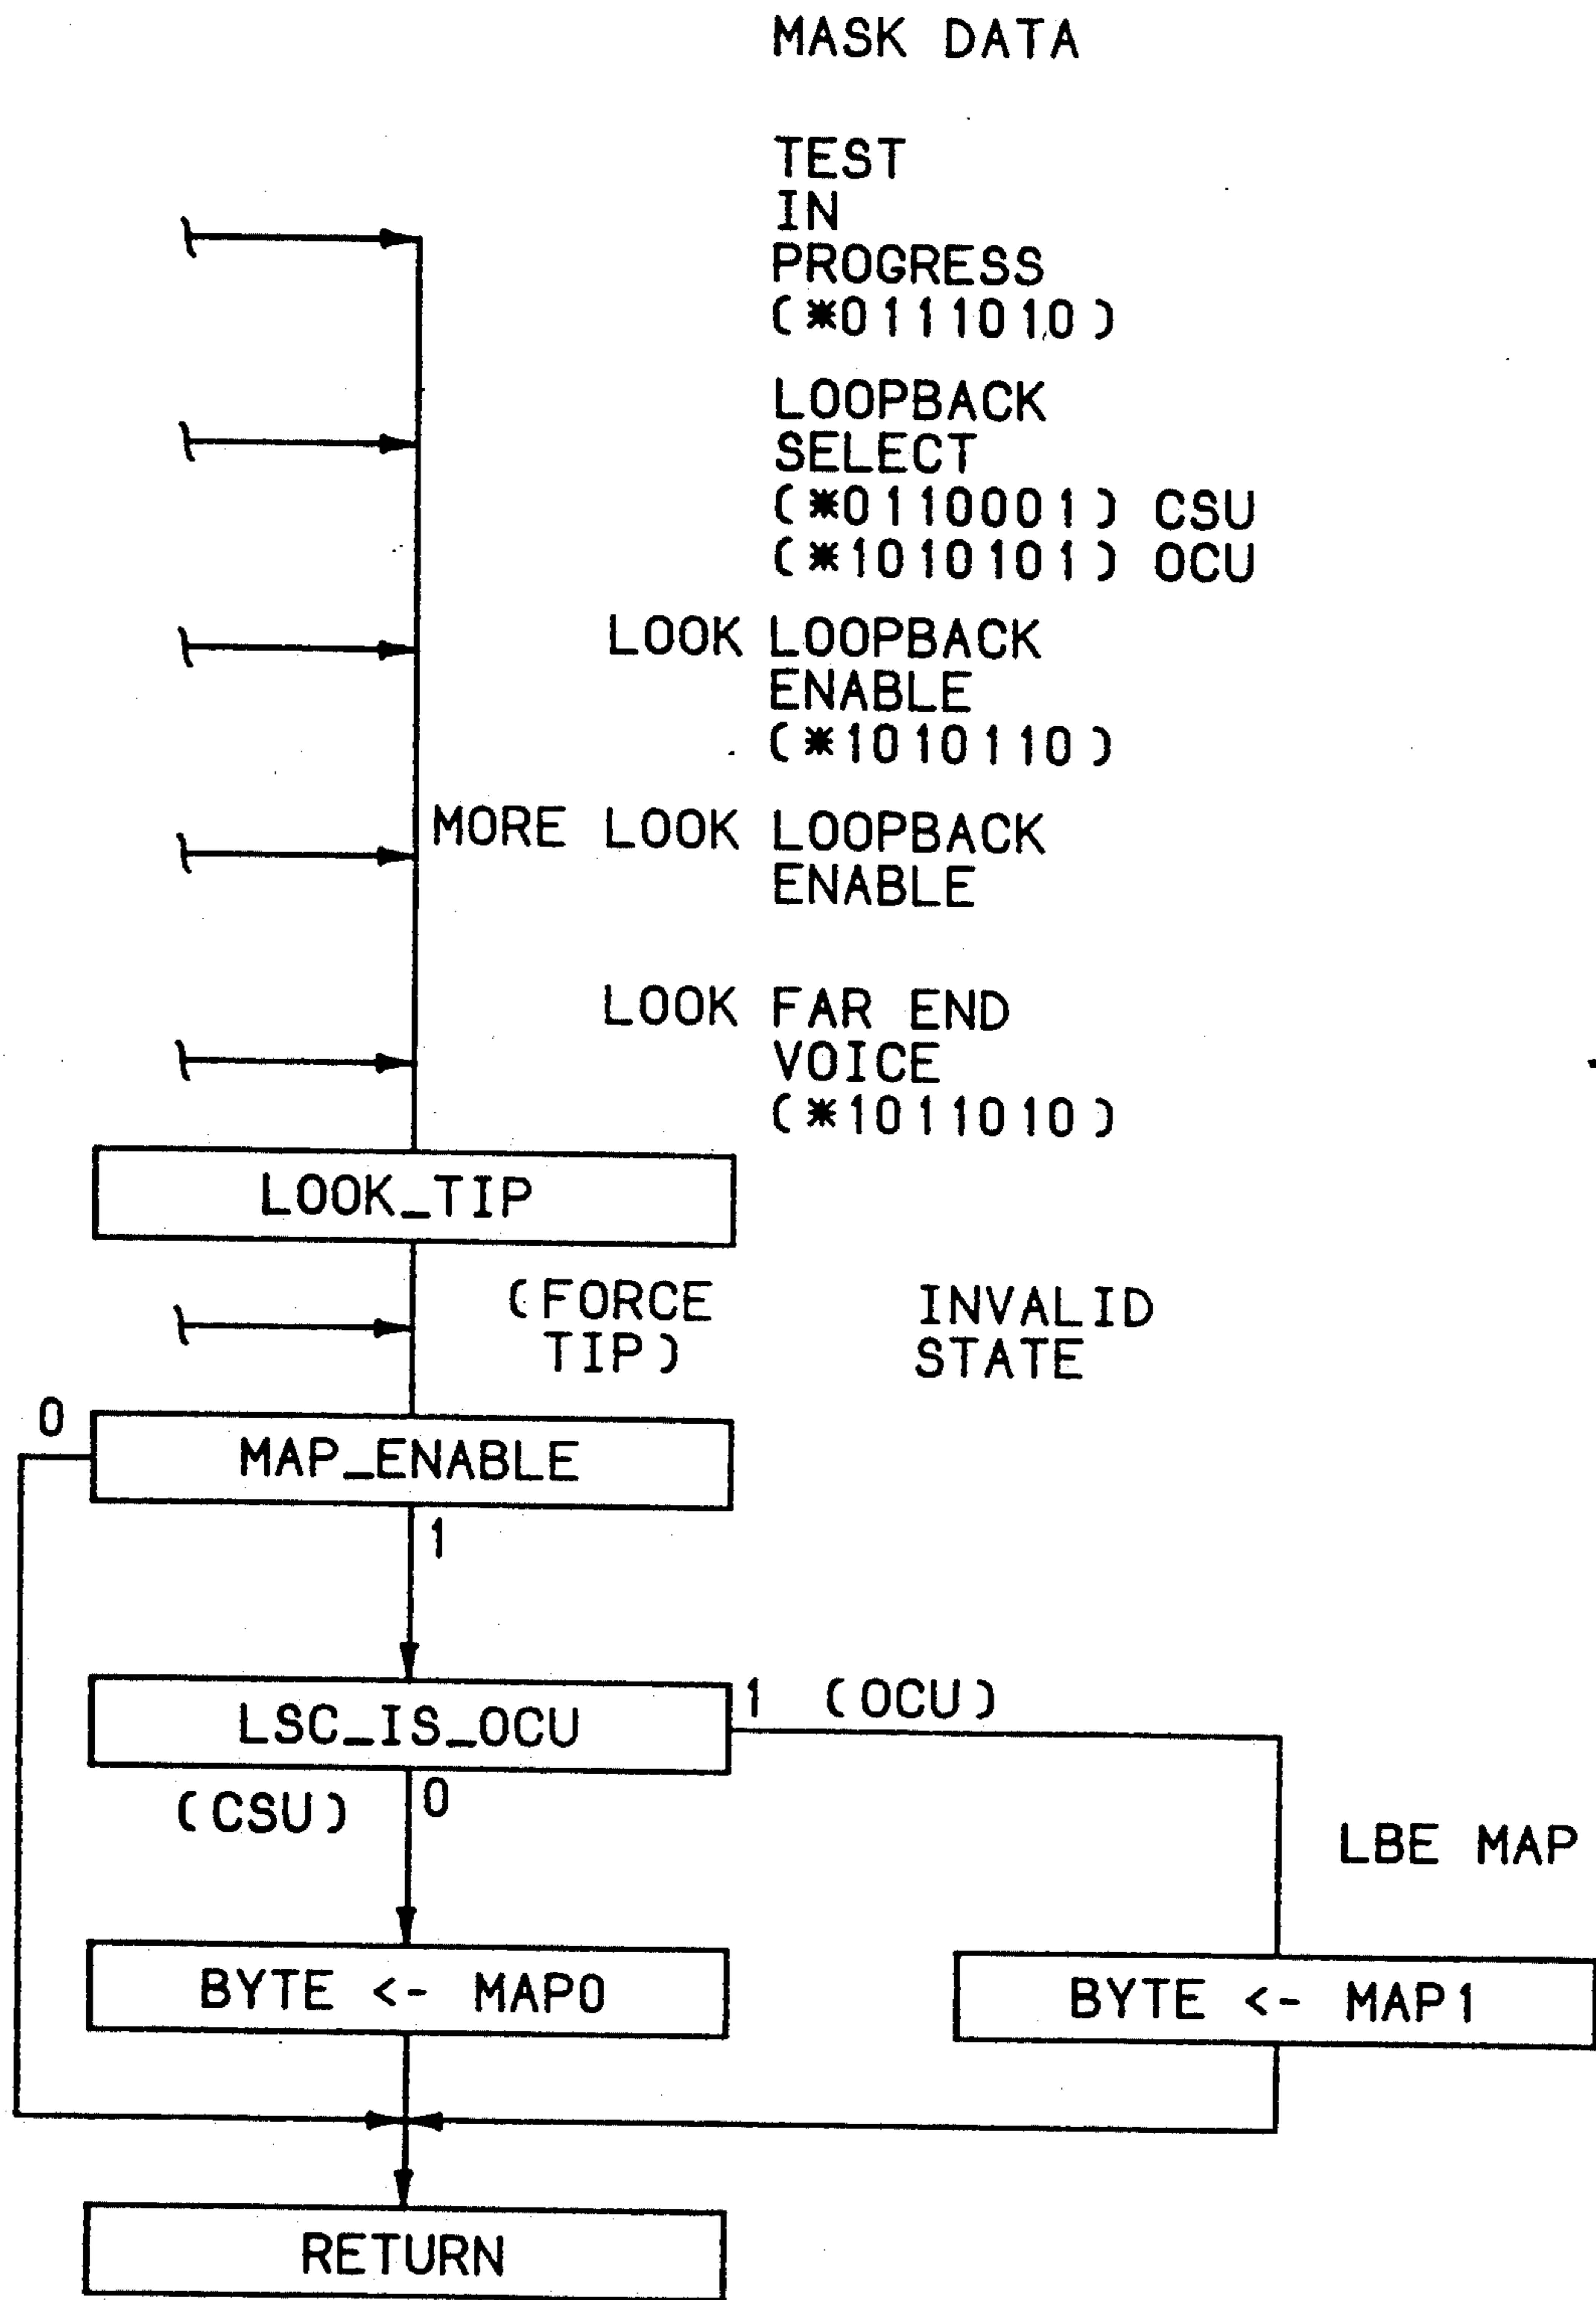 MASK DATA
TEST
IN
PROGRESS
(*0111010)
LOOPBACK
SELECT
(*0110001) CSU
(*1010101) OCU
LOOK LOOPBACK
ENABLE
(*1010110)
MORE LOOK LOOPBACK
ENABLE
LOOK FAR END
VOICE
(*1011010)
LOOK_TIP
(FORCE
TIP)
INVALID
STATE
0
MAP_ENABLE
1
LSC_IS_OCU
1 (OCU)
(CSU) 0
LBE MAP
BYTE <- MAP0
BYTE <- MAP1
RETURN